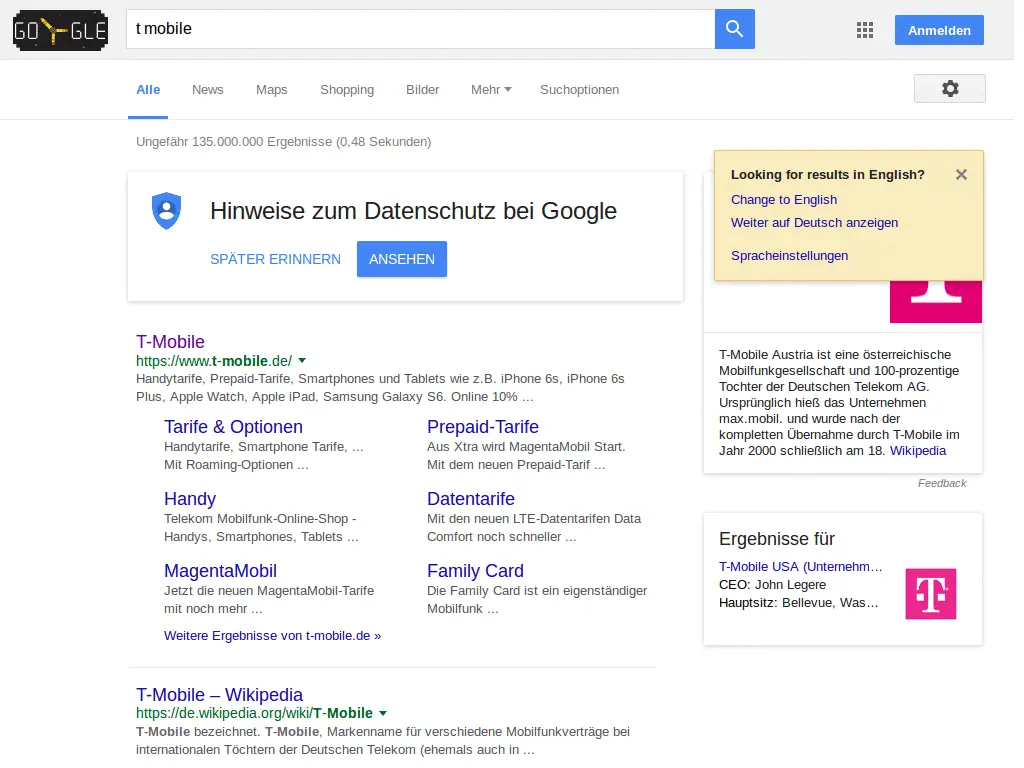 GO GLE
t mobile
Anmelden
Alle News Maps Shopping Bilder Mehr Suchoptionen
Ungefähr 135.000.000 Ergebnisse (0,48 Sekunden)
Hinweise zum Datenschutz bei Google
SPÄTER ERINNERN ANSEHEN
T-Mobile
https://www.t-mobile.de/
Handytarife, Prepaid-Tarife, Smartphones und Tablets wie z.B. iPhone 6s, iPhone 6s
Plus, Apple Watch, Apple iPad, Samsung Galaxy S6. Online 10% ...
Tarife & Optionen
Handytarife, Smartphone Tarife, ...
Mit Roaming-Optionen ...
Prepaid-Tarife
Aus Xtra wird MagentaMobil Start.
Mit dem neuen Prepaid-Tarif ...
Handy
Telekom Mobilfunk-Online-Shop -
Handys, Smartphones, Tablets ...
Datentarife
Mit den neuen LTE-Datentarifen Data
Comfort noch schneller ...
MagentaMobil
Jetzt die neuen MagentaMobil-Tarife
mit noch mehr ...
Family Card
Die Family Card ist ein eigenständiger
Mobilfunk ...
Weitere Ergebnisse von t-mobile.de »
T-Mobile – Wikipedia
https://de.wikipedia.org/wiki/T-Mobile
T-Mobile bezeichnet. T-Mobile, Markenname für verschiedene Mobilfunkverträge bei
internationalen Töchtern der Deutschen Telekom (ehemals auch in ...
Looking for results in English?
Change to English
Weiter auf Deutsch anzeigen
Spracheinstellungen
T-Mobile Austria ist eine österreichische
Mobilfunkgesellschaft und 100-prozentige
Tochter der Deutschen Telekom AG.
Ursprünglich hieß das Unternehmen
max.mobil. und wurde nach der
kompletten Übernahme durch T-Mobile im
Jahr 2000 schließlich am 18. Wikipedia
Feedback
Ergebnisse für
T-Mobile USA (Unternehm...
CEO: John Legere
Hauptsitz: Bellevue, Was...
T